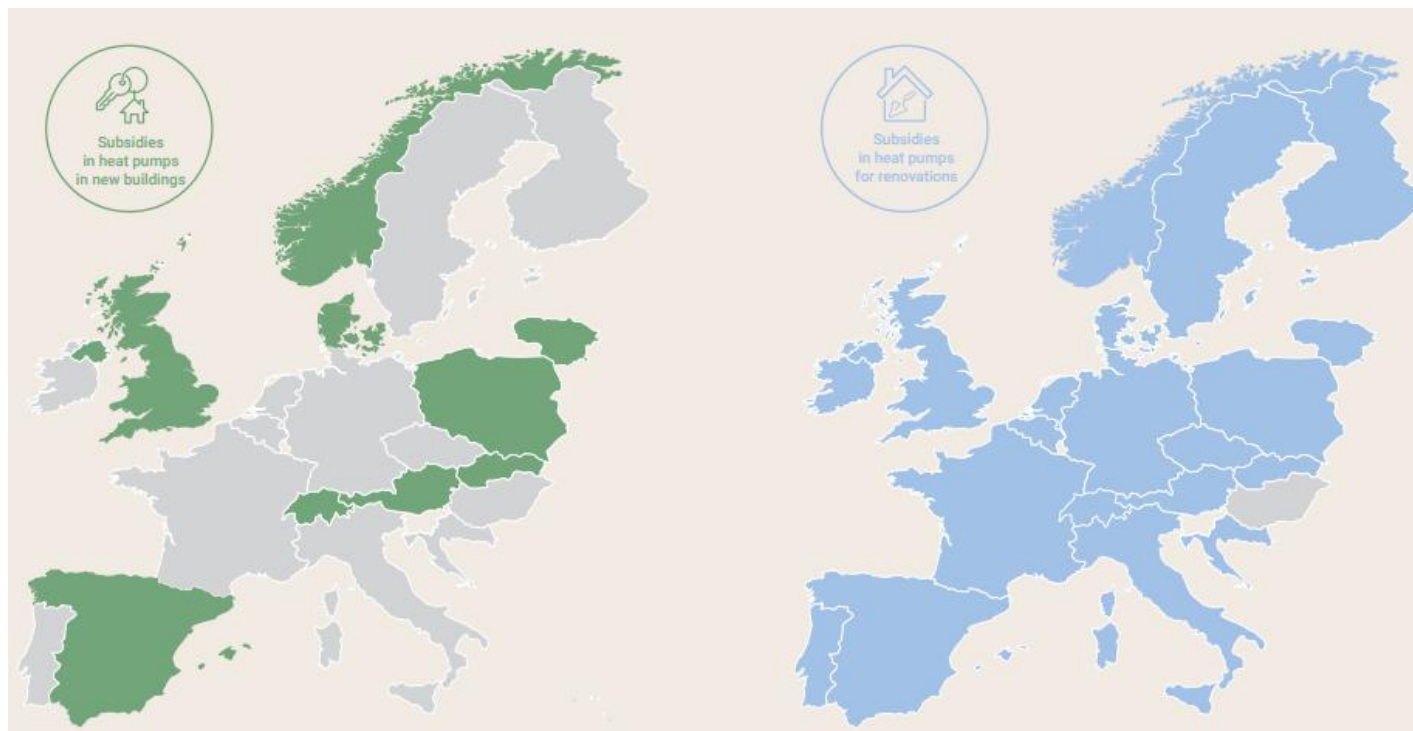 Subsidies
in heat pumps
in new buildings
Subsidies
in heat pumps
for renovations